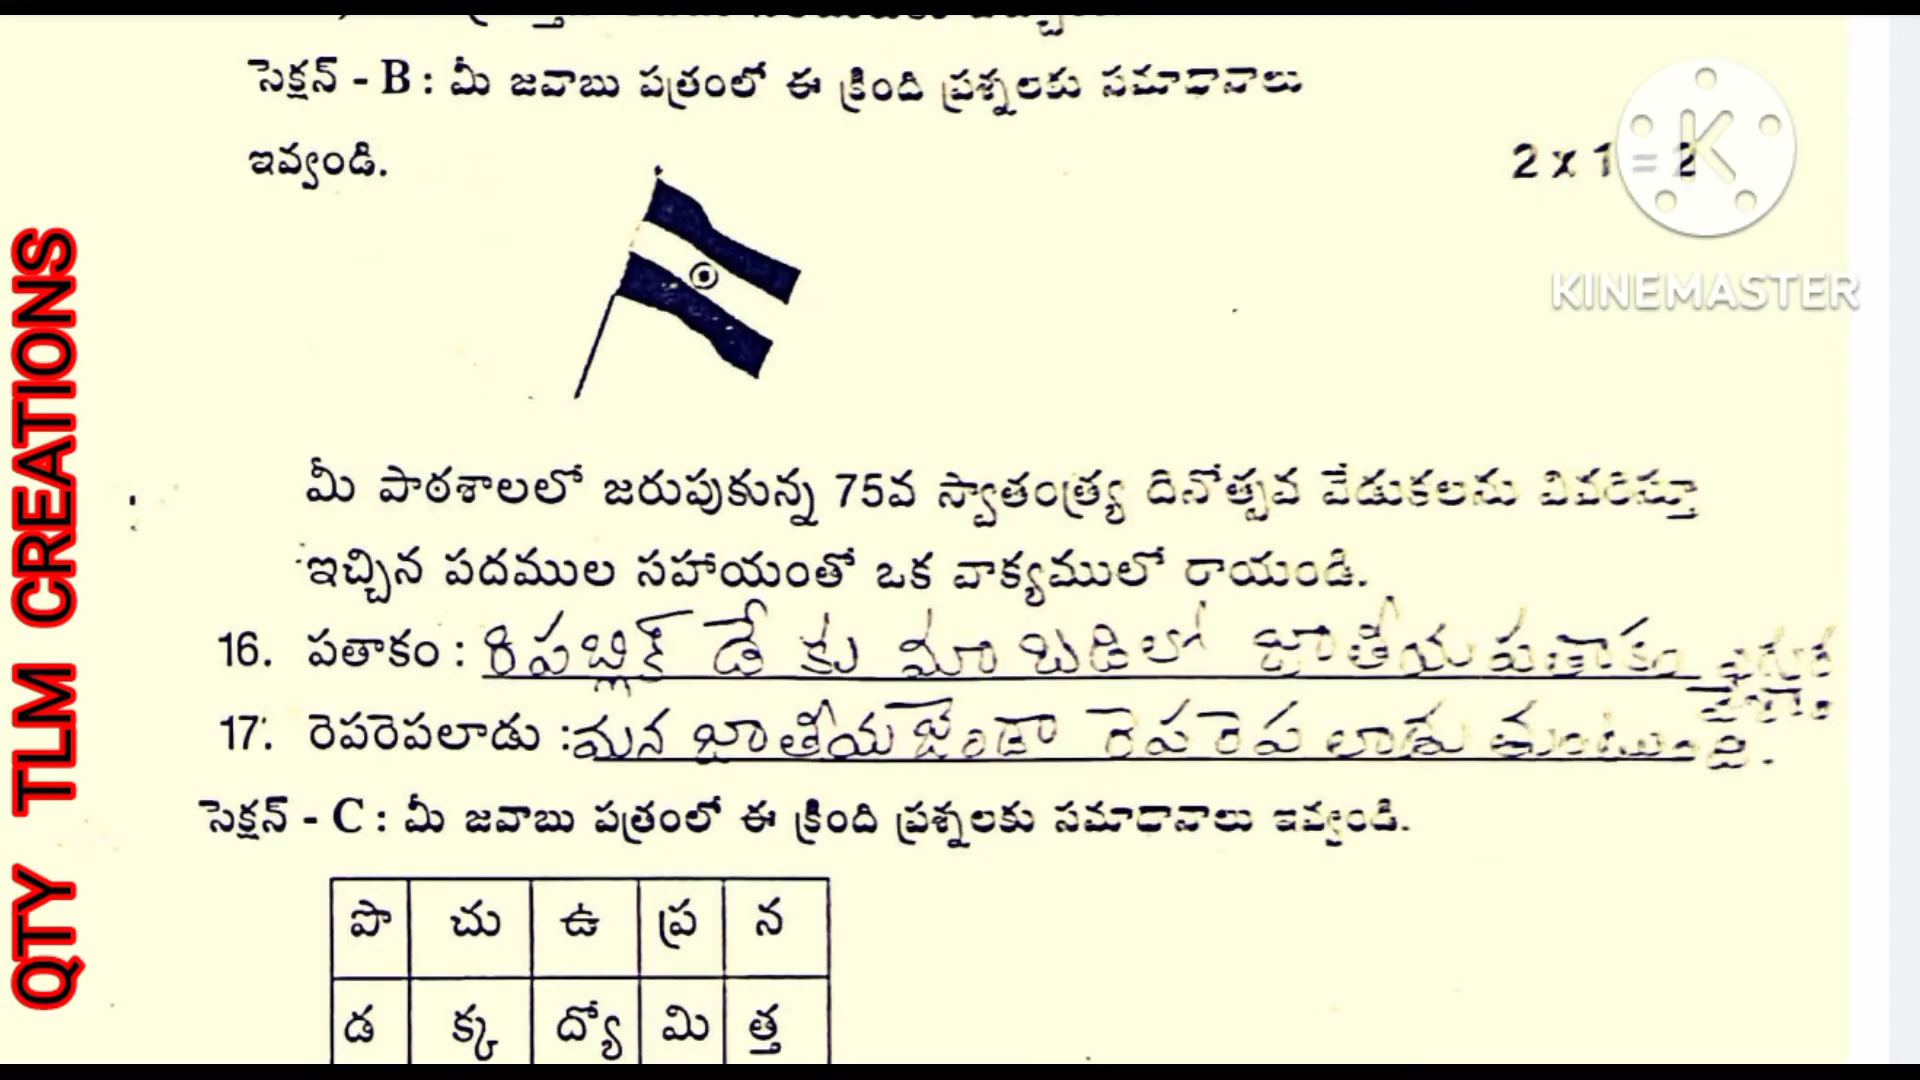 సెక్షన్ - B : మీ జవాబు పత్రంలో ఈ క్రింది ప్రశ్నలకు సమాదానాలు
ఇవ్వండి.
2 x 1 = 2
KINEMASTER
QTY TLM CREATIONS
మీ పాఠశాలలో జరుపుకున్న 75వ స్వాతంత్ర్య దినోత్సవ వేడుకలను వివరిస్తూ
ఇచ్చిన పదముల సహాయంతో ఒక వాక్యములో రాయండి.
16. పతాకం : రిపబ్లిక్ డే కు మా బడిలో జాతీయ పతాకం
17. రెపరెపలాడు : మన జాతీయ జెండా రెపరెప లాడు తుంటుంది.
సెక్షన్ - C : మీ జవాబు పత్రంలో ఈ క్రింది ప్రశ్నలకు సమాదానాలు ఇవ్వండి.
పొ చు ఉ ప్ర న
డ క్క ద్యో మి త్త